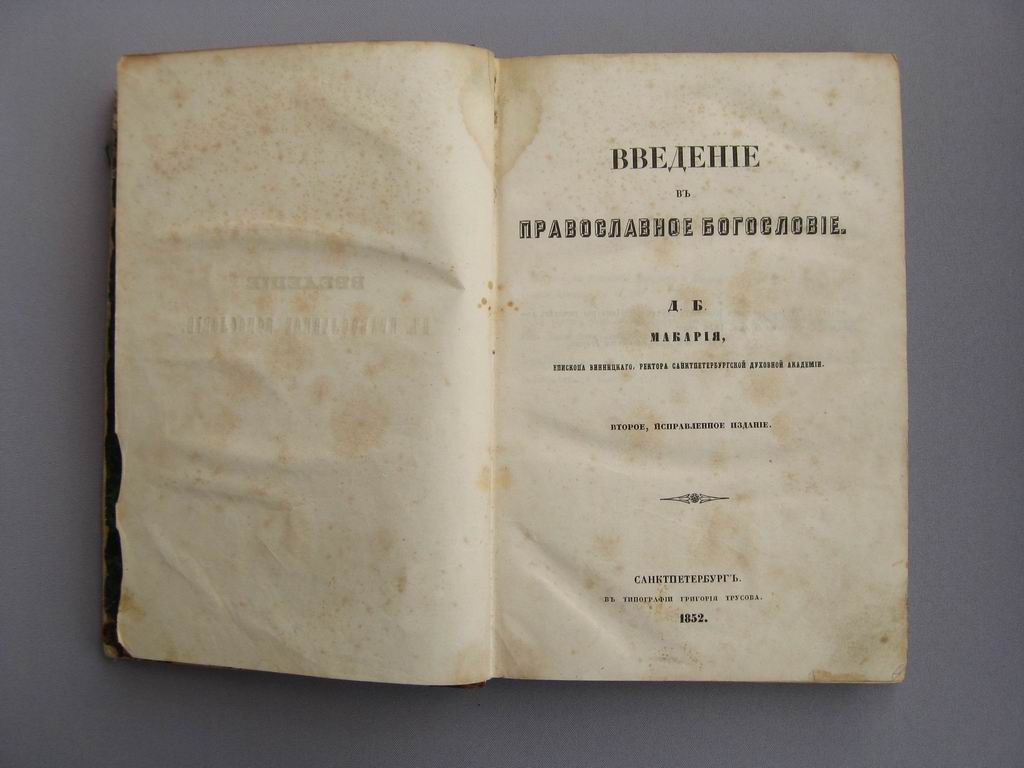 ВВЕДЕНІЕ
ВЪ
ПРАВОСЛАВНОЕ БОГОСЛОВІЕ.
Д. Б.
МАКАРІЯ,
ЕПИСКОПА ВИННИЦКАГО, РЕКТОРА САНКТПЕТЕРБУРГСКОЙ ДУХОВНОЙ АКАДЕМІИ.
ВТОРОЕ, ИСПРАВЛЕННОЕ ИЗДАНІЕ.
САНКТПЕТЕРБУРГЪ.
ВЪ ТИПОГРАФІИ ГРИГОРІЯ ТРУСОВА.
1852.